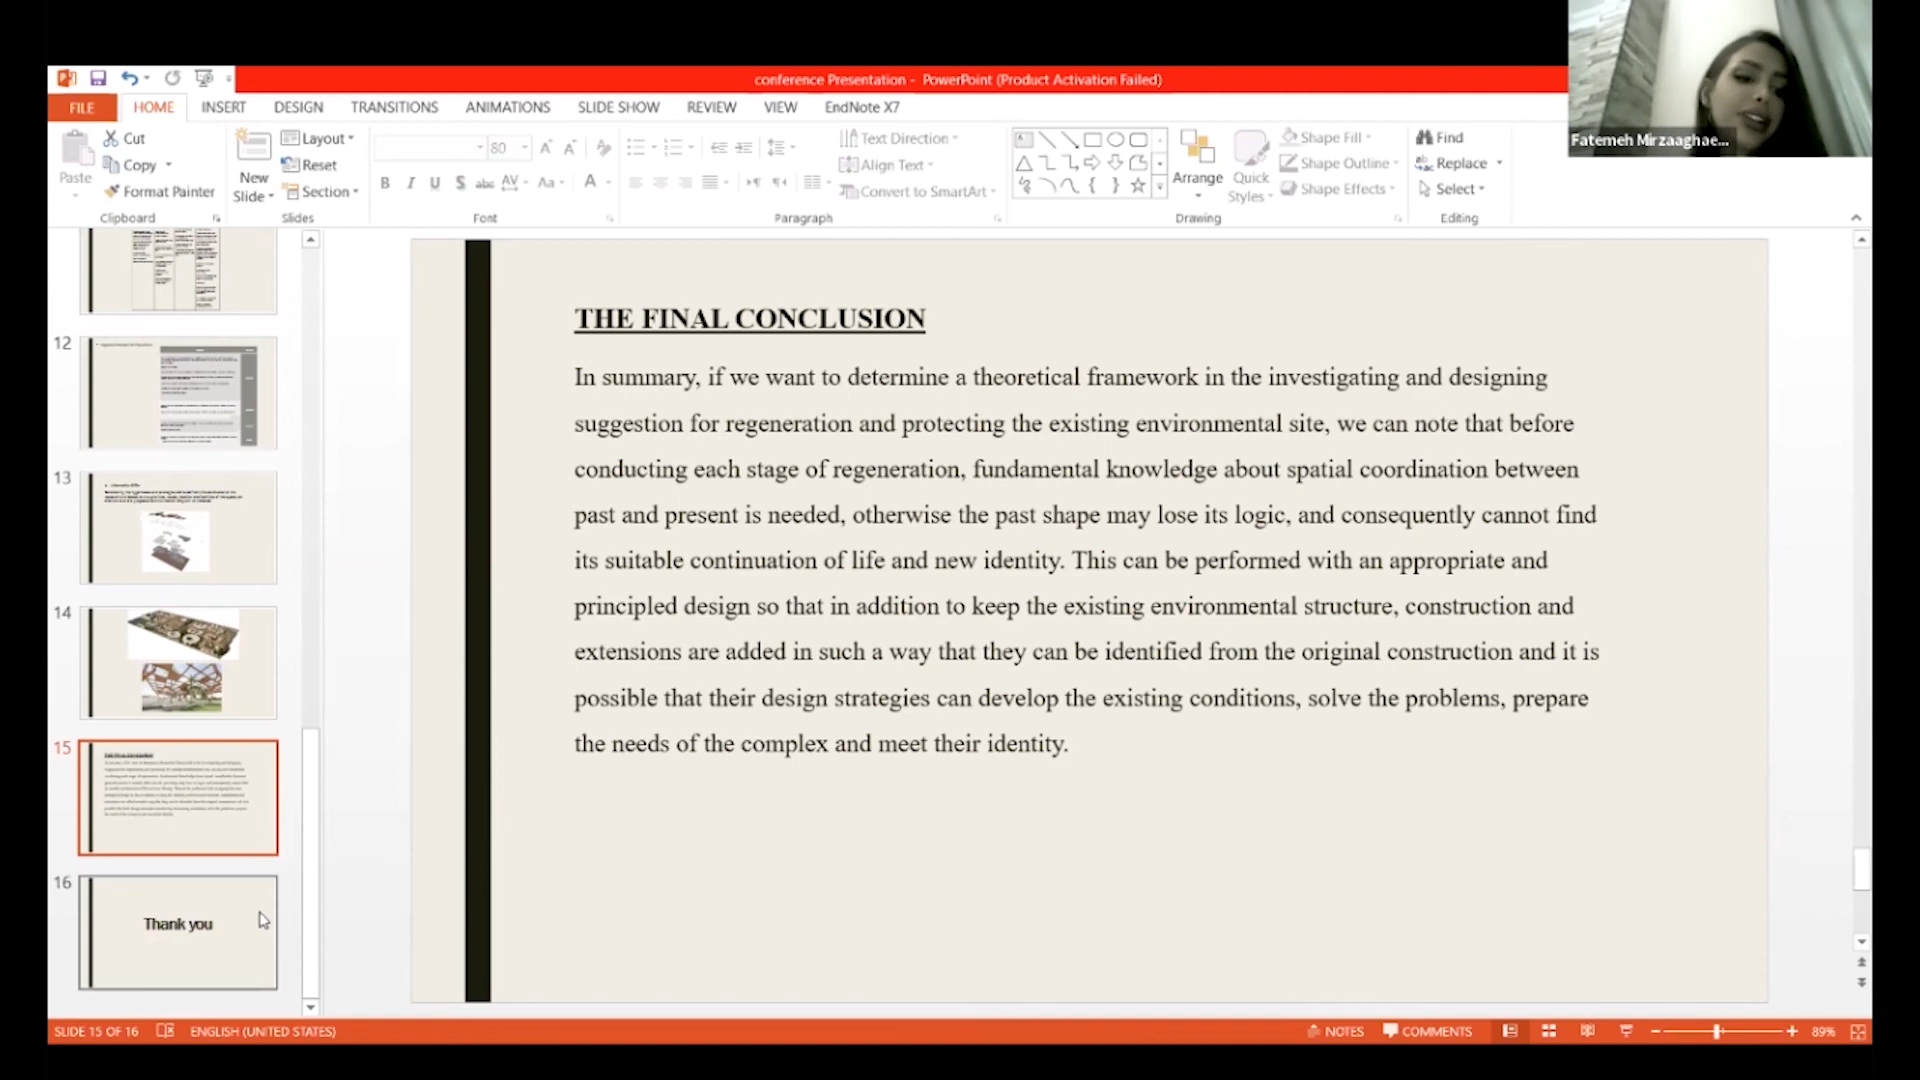 conference Presentation - PowerPoint (Product Activation Failed)
FILE HOME INSERT DESIGN TRANSITIONS ANIMATIONS SLIDE SHOW REVIEW VIEW EndNote X7
Fatemeh Mirzaaghae...
Paste
Cut
Copy
Format Painter
Clipboard
New Slide
Layout
Reset
Section
Slides
80
Font
Text Direction
Align Text
Convert to SmartArt
Paragraph
Arrange
Quick Styles
Shape Fill
Shape Outline
Shape Effects
Drawing
Find
Replace
Select
Editing
12
13
14
15
16
Thank you
THE FINAL CONCLUSION
In summary, if we want to determine a theoretical framework in the investigating and designing
suggestion for regeneration and protecting the existing environmental site, we can note that before
conducting each stage of regeneration, fundamental knowledge about spatial coordination between
past and present is needed, otherwise the past shape may lose its logic, and consequently cannot find
its suitable continuation of life and new identity. This can be performed with an appropriate and
principled design so that in addition to keep the existing environmental structure, construction and
extensions are added in such a way that they can be identified from the original construction and it is
possible that their design strategies can develop the existing conditions, solve the problems, prepare
the needs of the complex and meet their identity.
SLIDE 15 OF 16 ENGLISH (UNITED STATES) NOTES COMMENTS 89%